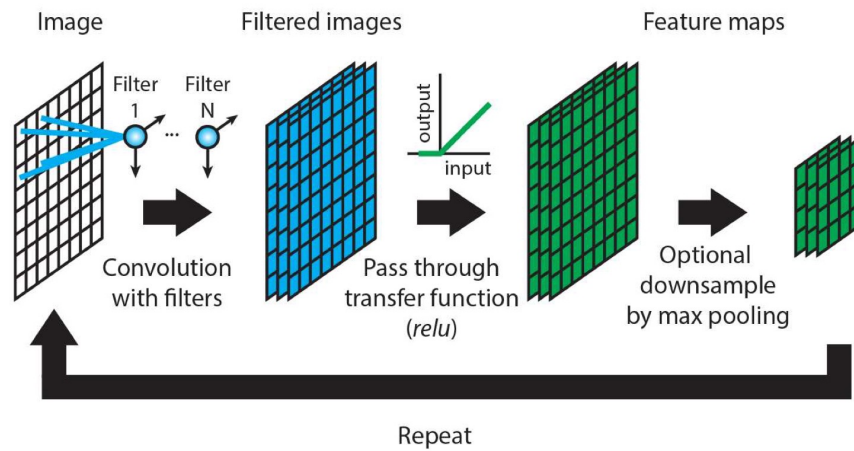 Image
Filtered images
Feature maps
Filter
1
...
Filter
N
output
input
Convolution
with filters
Pass through
transfer function
(relu)
Optional
downsample
by max pooling
Repeat